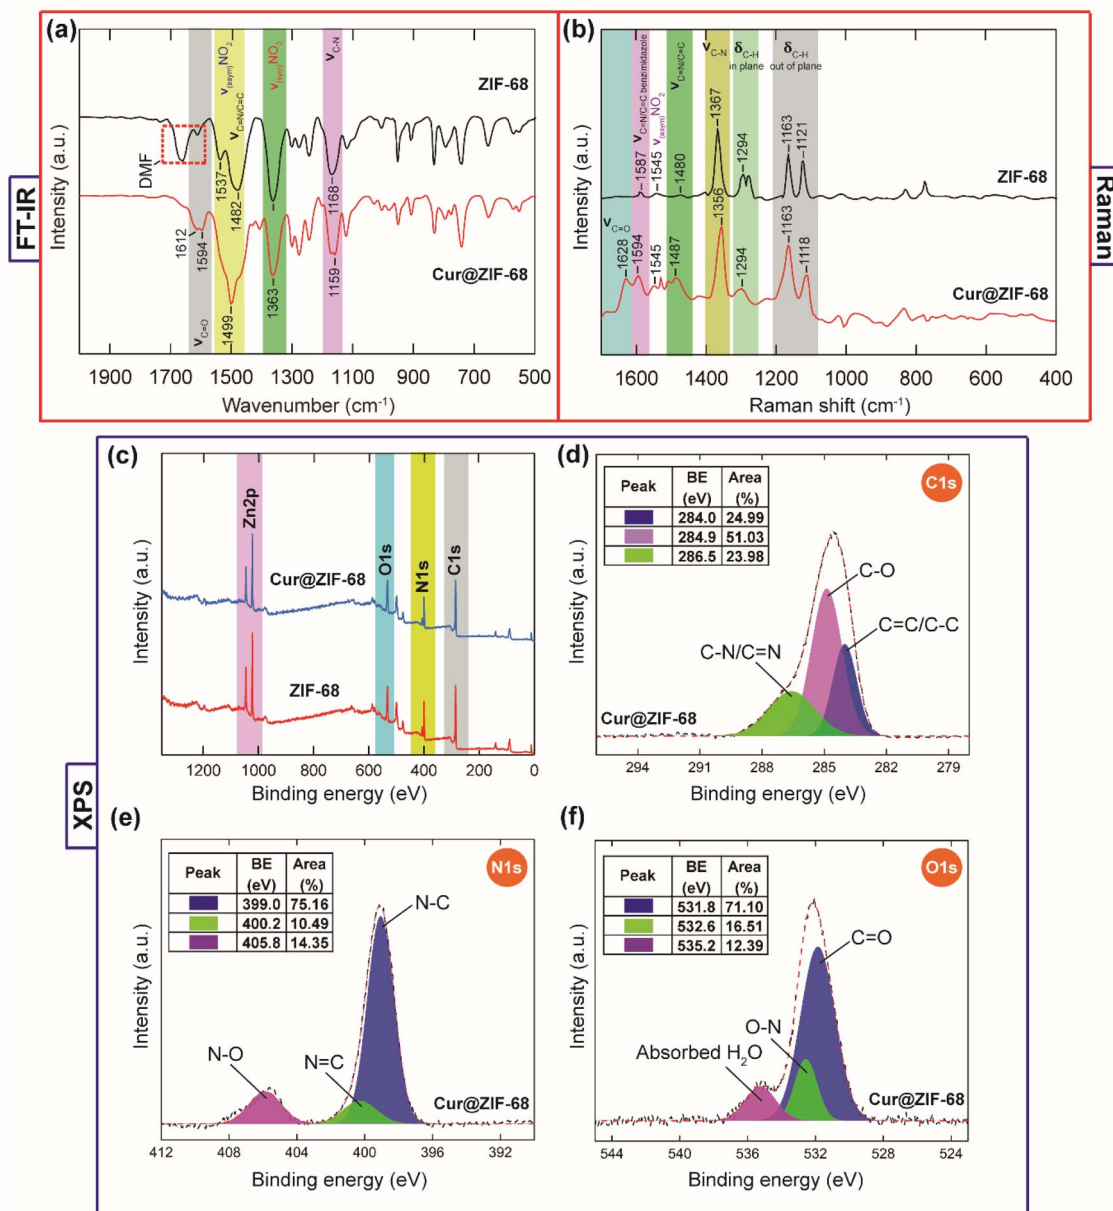 FT-IR
(a)
Intensity (a.u.)
ν(asym)NO2
νC=N/C=C
ν(sym)NO2
νC-N
ZIF-68
DMF
1537
1482
1168
1612
1594
νC=O
1499
1363
1159
Cur@ZIF-68
1900 1700 1500 1300 1100 900 700 500
Wavenumber (cm-1)
Raman
(b)
Intensity (a.u.)
νC=O
νC=N/C=C benzimidazole
ν(asym)NO2
νC=N/C=C
νC-N
δC-H
in plane
δC-H
out of plane
1587
1545
1480
1367
1294
1163
1121
ZIF-68
1628
1594
1545
1487
1356
1294
1163
1118
Cur@ZIF-68
1600 1400 1200 1000 800 600 400
Raman shift (cm-1)
XPS
(c)
Intensity (a.u.)
Zn2p
O1s
N1s
C1s
Cur@ZIF-68
ZIF-68
1200 1000 800 600 400 200 0
Binding energy (eV)
(d)
C1s
Intensity (a.u.)
Peak BE (eV) Area (%)
284.0 24.99
284.9 51.03
286.5 23.98
C-O
C=C/C-C
C-N/C=N
Cur@ZIF-68
294 291 288 285 282 279
Binding energy (eV)
(e)
N1s
Intensity (a.u.)
Peak BE (eV) Area (%)
399.0 75.16
400.2 10.49
405.8 14.35
N-C
N-O
N=C
Cur@ZIF-68
412 408 404 400 396 392
Binding energy (eV)
(f)
O1s
Intensity (a.u.)
Peak BE (eV) Area (%)
531.8 71.10
532.6 16.51
535.2 12.39
C=O
O-N
Absorbed H2O
Cur@ZIF-68
544 540 536 532 528 524
Binding energy (eV)